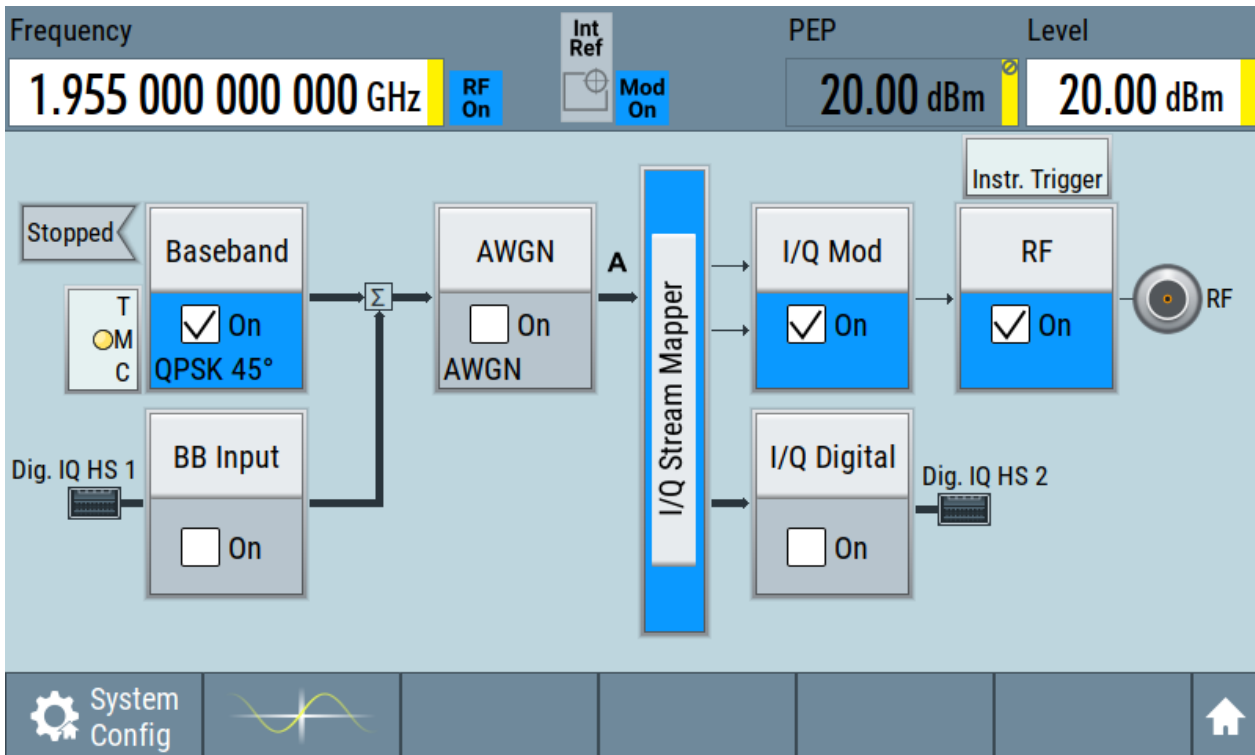 Frequency
Int
Ref
PEP
Level
1.955 000 000 000 GHz
RF
On
Mod
On
20.00 dBm
20.00 dBm
Instr. Trigger
Stopped
Baseband
AWGN
A
I/Q Mod
RF
T
M
C
On
QPSK 45°
Σ
On
AWGN
I/Q Stream Mapper
On
On
RF
Dig. IQ HS 1
BB Input
I/Q Digital
Dig. IQ HS 2
On
On
System
Config